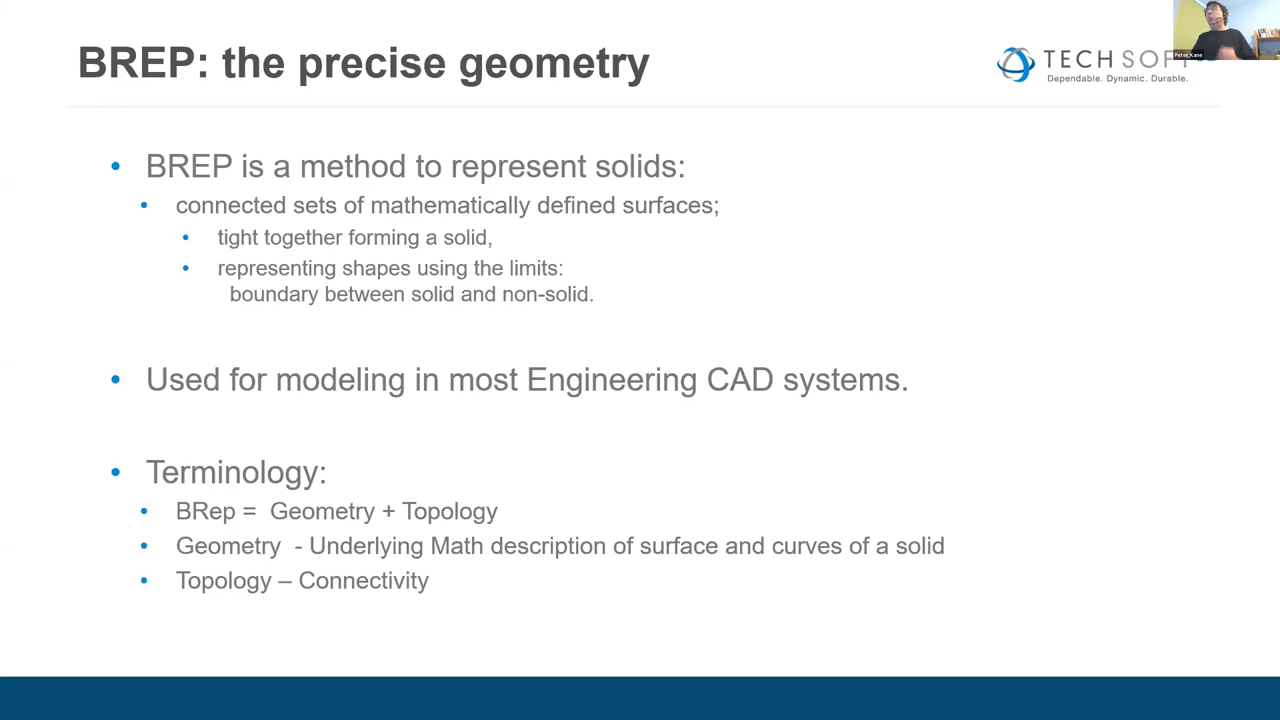 BREP: the precise geometry
TECH SOFT
Dependable. Dynamic. Durable.
Peter Kane
• BREP is a method to represent solids:
• connected sets of mathematically defined surfaces;
• tight together forming a solid,
• representing shapes using the limits:
boundary between solid and non-solid.
• Used for modeling in most Engineering CAD systems.
• Terminology:
• BRep = Geometry + Topology
• Geometry - Underlying Math description of surface and curves of a solid
• Topology – Connectivity